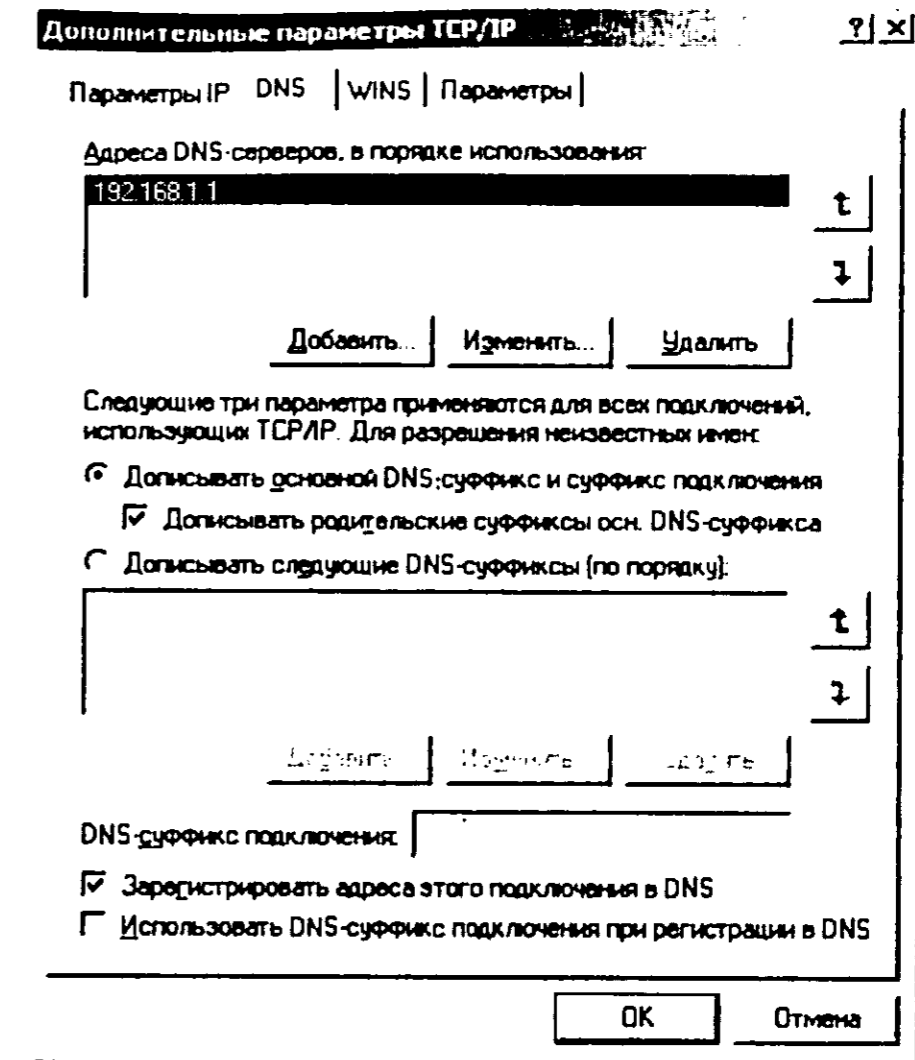 Дополнительные параметры TCP/IP
Параметры IP DNS WINS Параметры
Адреса DNS-серверов, в порядке использования:
192.168.1.1
Добавить... Изменить... Удалить
Следующие три параметра применяются для всех подключений,
использующих TCP/IP. Для разрешения неизвестных имен:
Дописывать основной DNS-суффикс и суффикс подключения
Дописывать родительские суффиксы осн. DNS-суффикса
Дописывать следующие DNS-суффиксы (по порядку):
DNS-суффикс подключения:
Зарегистрировать адреса этого подключения в DNS
Использовать DNS-суффикс подключения при регистрации в DNS
OK Отмена